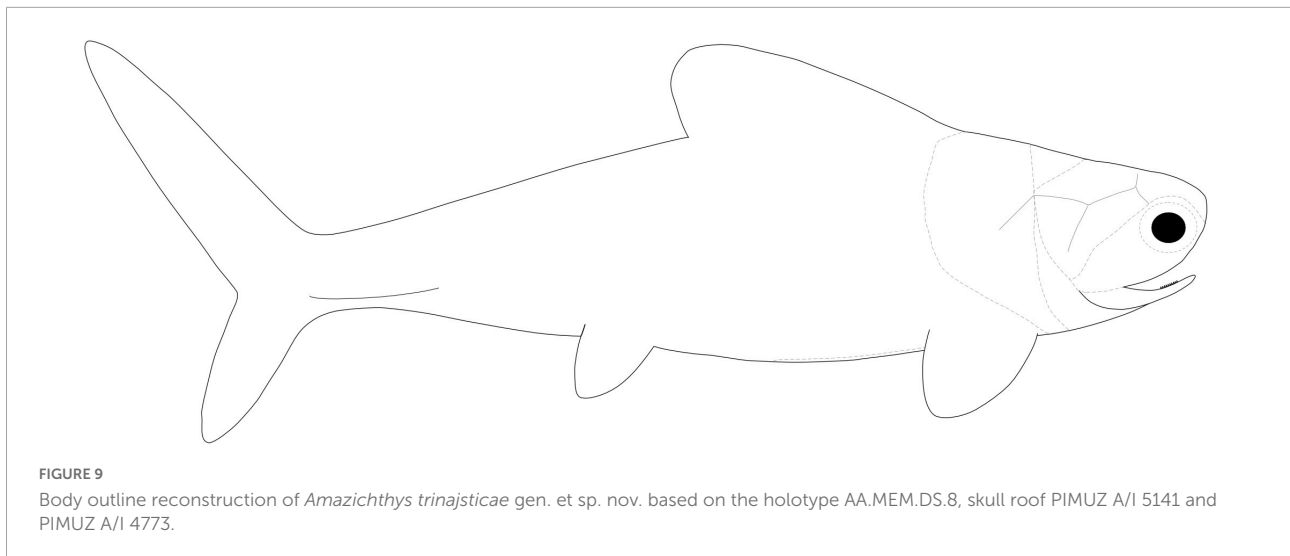 FIGURE 9
Body outline reconstruction of Amazichthys trinajsticae gen. et sp. nov. based on the holotype AA.MEM.DS.8, skull roof PIMUZ A/I 5141 and
PIMUZ A/I 4773.